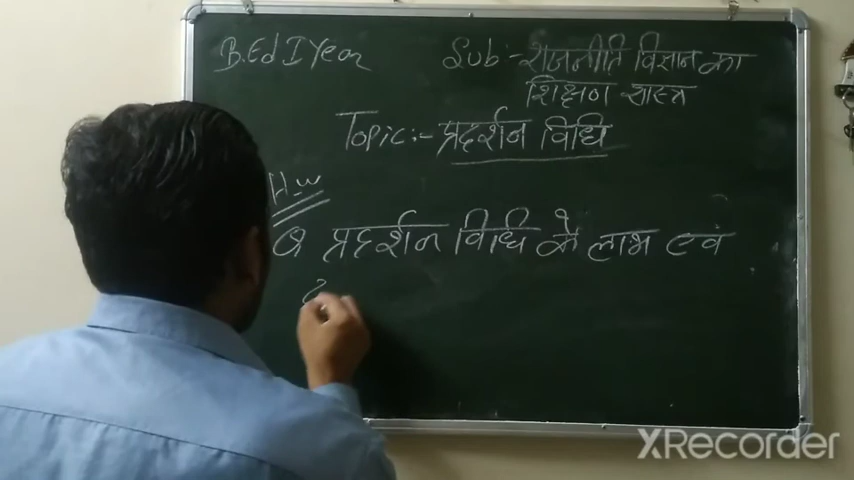 B.Ed I Year
Sub:- राजनीति विज्ञान का
शिक्षण शास्त्र
Topic:- प्रदर्शन विधि
H.w
Q प्रदर्शन विधि के लाभ एवं
XRecorder